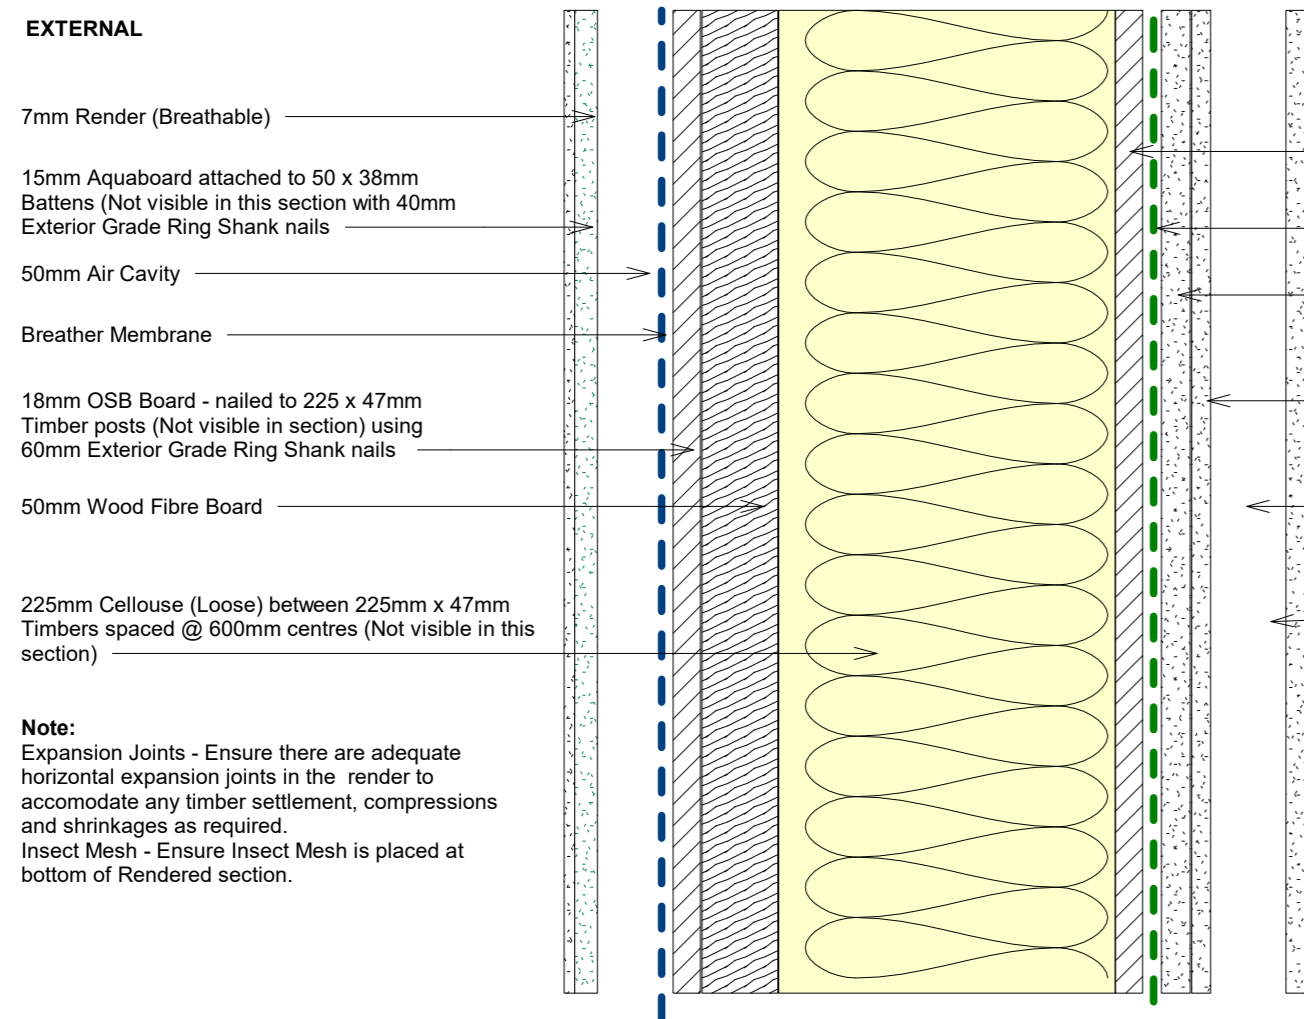 EXTERNAL
7mm Render (Breathable)
15mm Aquaboard attached to 50 x 38mm
Battens (Not visible in this section with 40mm
Exterior Grade Ring Shank nails
50mm Air Cavity
Breather Membrane
18mm OSB Board - nailed to 225 x 47mm
Timber posts (Not visible in section) using
60mm Exterior Grade Ring Shank nails
50mm Wood Fibre Board
225mm Cellouse (Loose) between 225mm x 47mm
Timbers spaced @ 600mm centres (Not visible in this
section)
Note:
Expansion Joints - Ensure there are adequate
horizontal expansion joints in the render to
accomodate any timber settlement, compressions
and shrinkages as required.
Insect Mesh - Ensure Insect Mesh is placed at
bottom of Rendered section.